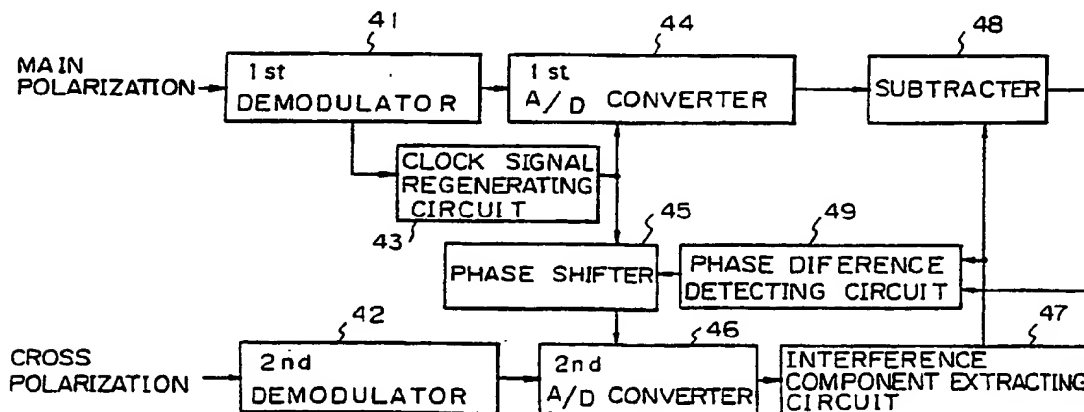 41
44
48
MAIN
POLARIZATION
1st
DEMODULATOR
1st
A/D CONVERTER
SUBTRACTER
CLOCK SIGNAL
REGENERATING
CIRCUIT
43
45
49
PHASE SHIFTER
PHASE DIFERENCE
DETECTING CIRCUIT
42
46
47
CROSS
POLARIZATION
2nd
DEMODULATOR
2nd
A/D CONVERTER
INTERFERENCE
COMPONENT EXTRACTING
CIRCUIT